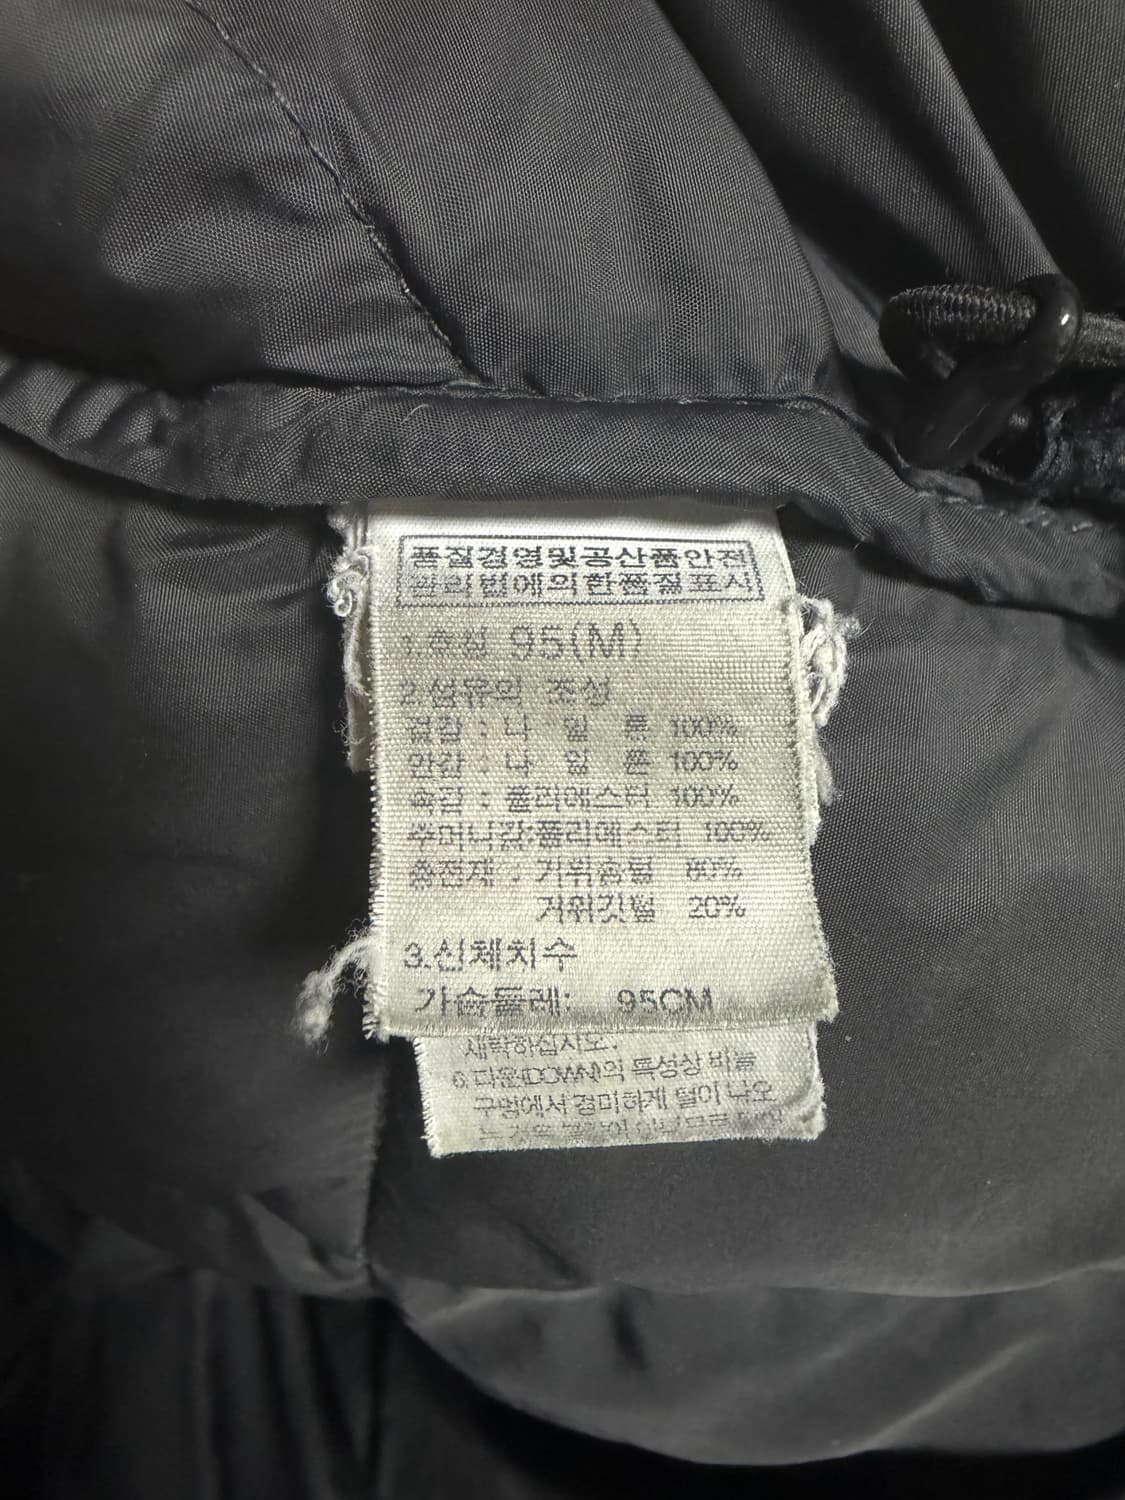 품질경영및공산품안전
관리법에의한품질표시
1.호칭 95(M)
2.섬유의 조성
겉감 : 나 일 론 100%
안감 : 나 일 론 100%
속감 : 폴리에스터 100%
주머니감:폴리에스터 100%
충전재 : 거위솜털 80%
거위깃털 20%
3.신체치수
가슴둘레: 95CM
세탁하십시오.
6.다운(DOWN)의 특성상 바늘
구멍에서 경미하게 털이 나오